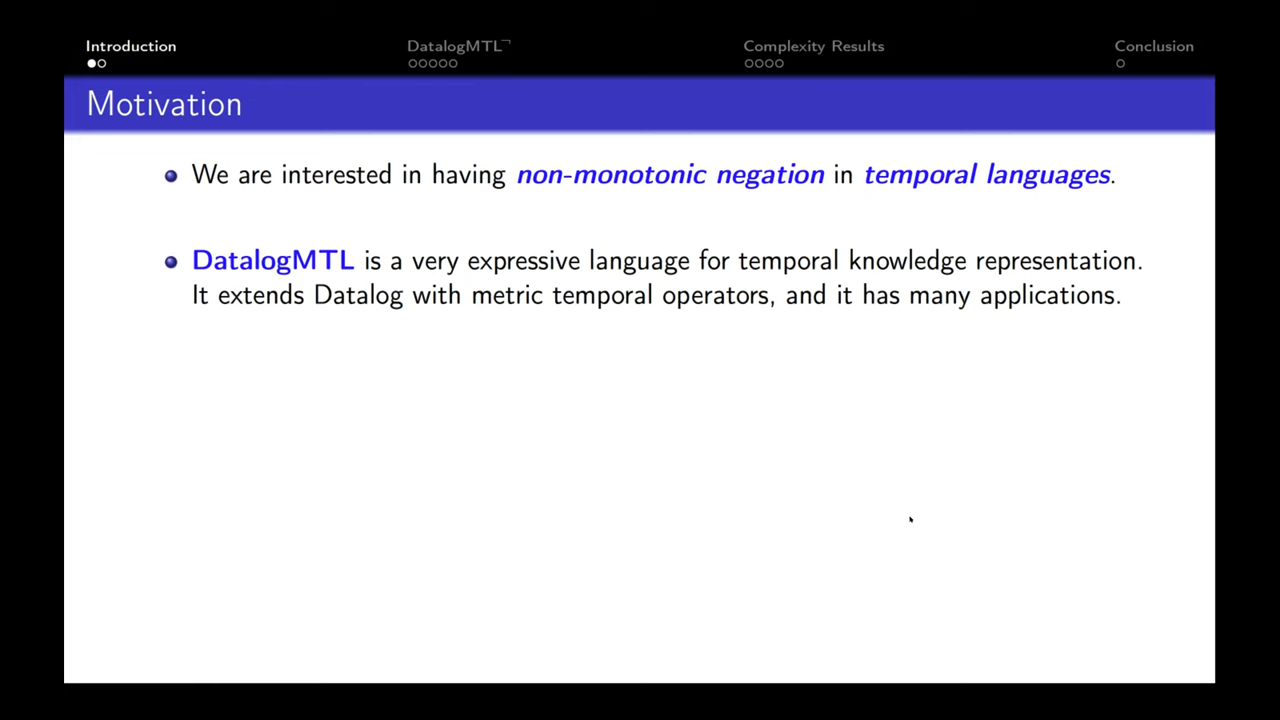 Introduction DatalogMTL¬ Complexity Results Conclusion
Motivation
We are interested in having non-monotonic negation in temporal languages.
DatalogMTL is a very expressive language for temporal knowledge representation.
It extends Datalog with metric temporal operators, and it has many applications.